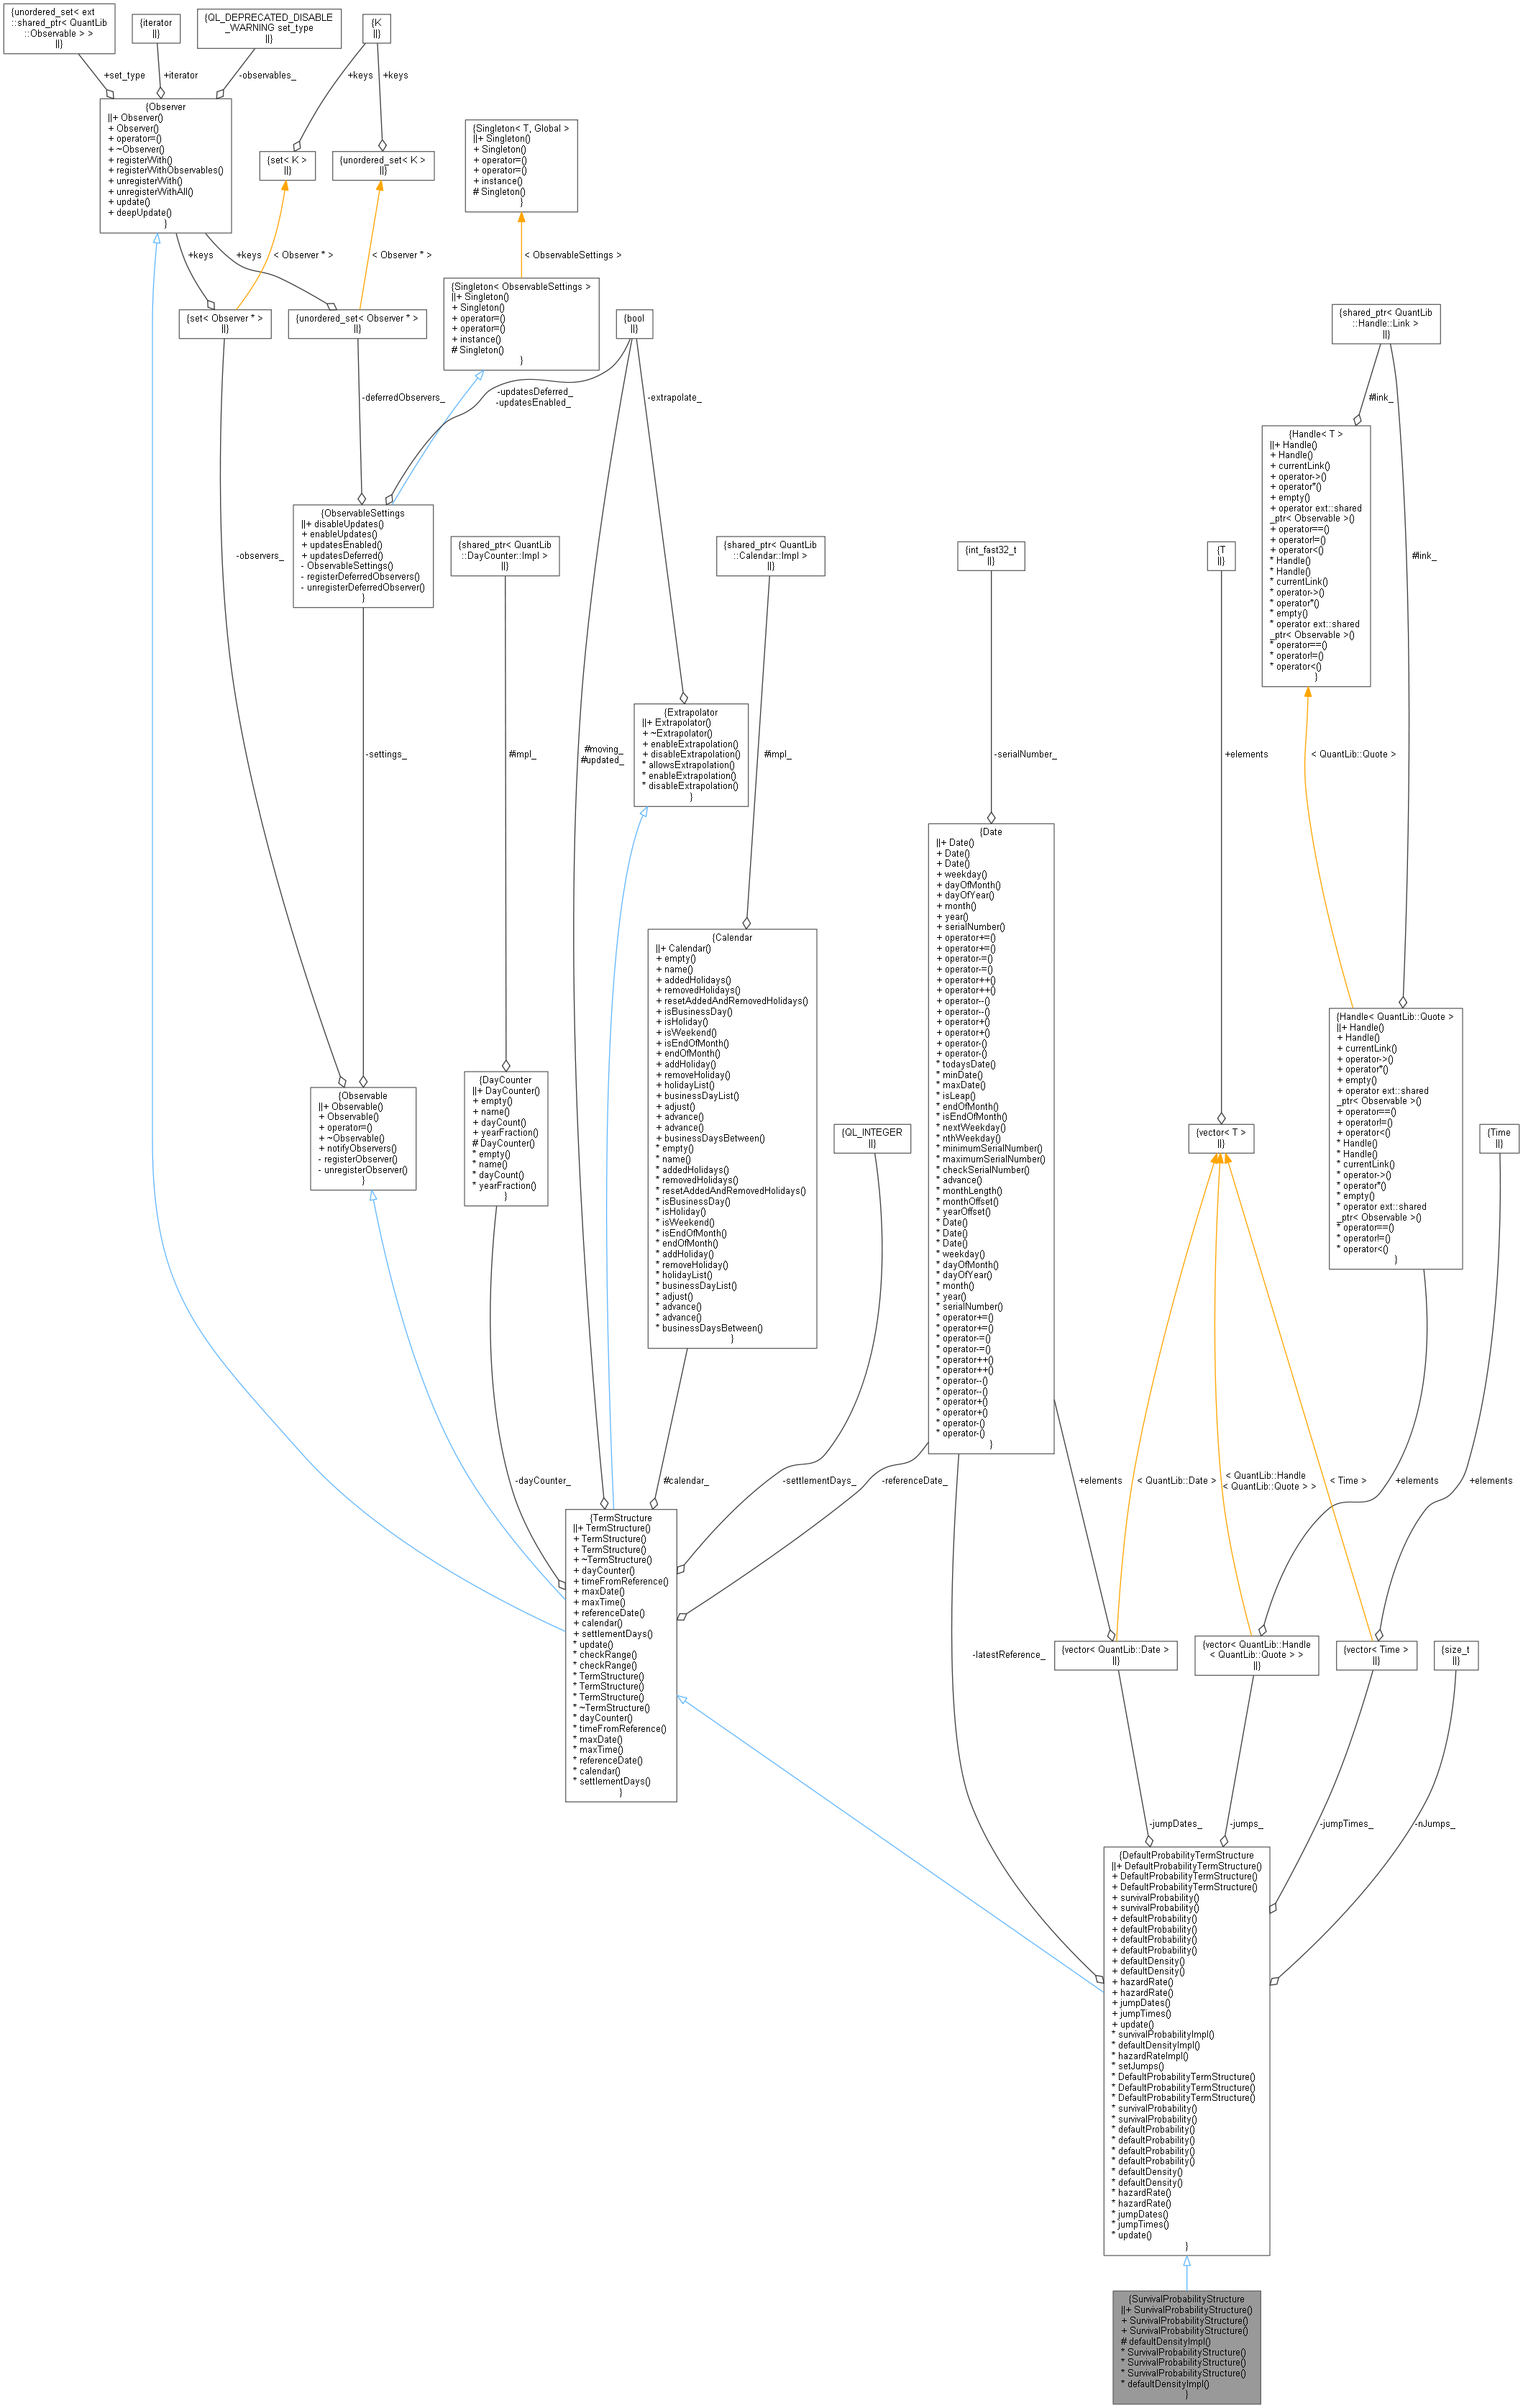 {unordered_set< ext
::shared_ptr< QuantLib
::Observable > >
||}
{iterator
||}
{QL_DEPRECATED_DISABLE
_WARNING set_type
||}
{K
||}
+set_type
+iterator
-observables_
+keys
+keys
{Observer
||+ Observer()
+ Observer()
+ operator=()
+ ~Observer()
+ registerWith()
+ registerWithObservables()
+ unregisterWith()
+ unregisterWithAll()
+ update()
+ deepUpdate()
}
{set< K >
||}
{unordered_set< K >
||}
{Singleton< T, Global >
||+ Singleton()
+ Singleton()
+ operator=()
+ operator=()
+ instance()
# Singleton()
}
+keys
+keys
< Observer * >
< Observer * >
< ObservableSettings >
{set< Observer * >
||}
{unordered_set< Observer * >
||}
{Singleton< ObservableSettings >
||+ Singleton()
+ Singleton()
+ operator=()
+ operator=()
+ instance()
# Singleton()
}
{bool
||}
{shared_ptr< QuantLib
::Handle::Link >
||}
-deferredObservers_
-updatesDeferred_
-updatesEnabled_
-extrapolate_
#link_
{Handle< T >
||+ Handle()
+ Handle()
+ currentLink()
+ operator->()
+ operator*()
+ empty()
+ operator ext::shared
_ptr< Observable >()
+ operator==()
+ operator!=()
+ operator<()
* Handle()
* Handle()
* currentLink()
* operator->()
* operator*()
* empty()
* operator ext::shared
_ptr< Observable >()
* operator==()
* operator!=()
* operator<()
}
-observers_
{ObservableSettings
||+ disableUpdates()
+ enableUpdates()
+ updatesEnabled()
+ updatesDeferred()
- ObservableSettings()
- registerDeferredObservers()
- unregisterDeferredObserver()
}
{shared_ptr< QuantLib
::DayCounter::Impl >
||}
{shared_ptr< QuantLib
::Calendar::Impl >
||}
{int_fast32_t
||}
{T
||}
#link_
-settings_
#impl_
#moving_
#updated_
{Extrapolator
||+ Extrapolator()
+ ~Extrapolator()
+ enableExtrapolation()
+ disableExtrapolation()
* allowsExtrapolation()
* enableExtrapolation()
* disableExtrapolation()
}
#impl_
-serialNumber_
+elements
< QuantLib::Quote >
{Date
||+ Date()
+ Date()
+ Date()
+ weekday()
+ dayOfMonth()
+ dayOfYear()
+ month()
+ year()
+ serialNumber()
+ operator+=()
+ operator+=()
+ operator-=()
+ operator-=()
+ operator++()
+ operator++()
+ operator--()
+ operator--()
+ operator+()
+ operator+()
+ operator-()
+ operator-()
* todaysDate()
* minDate()
* maxDate()
* isLeap()
* endOfMonth()
* isEndOfMonth()
* nextWeekday()
* nthWeekday()
* minimumSerialNumber()
* maximumSerialNumber()
* checkSerialNumber()
* advance()
* monthLength()
* monthOffset()
* yearOffset()
* Date()
* Date()
* Date()
* weekday()
* dayOfMonth()
* dayOfYear()
* month()
* year()
* serialNumber()
* operator+=()
* operator+=()
* operator-=()
* operator-=()
* operator++()
* operator++()
* operator--()
* operator--()
* operator+()
* operator+()
* operator-()
* operator-()
}
{Calendar
||+ Calendar()
+ empty()
+ name()
+ addedHolidays()
+ removedHolidays()
+ resetAddedAndRemovedHolidays()
+ isBusinessDay()
+ isHoliday()
+ isWeekend()
+ isEndOfMonth()
+ endOfMonth()
+ addHoliday()
+ removeHoliday()
+ holidayList()
+ businessDayList()
+ adjust()
+ advance()
+ advance()
+ businessDaysBetween()
* empty()
* name()
* addedHolidays()
* removedHolidays()
* resetAddedAndRemovedHolidays()
* isBusinessDay()
* isHoliday()
* isWeekend()
* isEndOfMonth()
* endOfMonth()
* addHoliday()
* removeHoliday()
* holidayList()
* businessDayList()
* adjust()
* advance()
* advance()
* businessDaysBetween()
}
{Handle< QuantLib::Quote >
||+ Handle()
+ Handle()
+ currentLink()
+ operator->()
+ operator*()
+ empty()
+ operator ext::shared
_ptr< Observable >()
+ operator==()
+ operator!=()
+ operator<()
* Handle()
* Handle()
* currentLink()
* operator->()
* operator*()
* empty()
* operator ext::shared
_ptr< Observable >()
* operator==()
* operator!=()
* operator<()
}
{Observable
||+ Observable()
+ Observable()
+ operator=()
+ ~Observable()
+ notifyObservers()
- registerObserver()
- unregisterObserver()
}
{DayCounter
||+ DayCounter()
+ empty()
+ name()
+ dayCount()
+ yearFraction()
# DayCounter()
* empty()
* name()
* dayCount()
* yearFraction()
}
{QL_INTEGER
||}
{vector< T >
||}
{Time
||}
-dayCounter_
#calendar_
-settlementDays_
-referenceDate_
+elements
< QuantLib::Date >
< QuantLib::Handle
< QuantLib::Quote > >
< Time >
+elements
+elements
{TermStructure
||+ TermStructure()
+ TermStructure()
+ TermStructure()
+ ~TermStructure()
+ dayCounter()
+ timeFromReference()
+ maxDate()
+ maxTime()
+ referenceDate()
+ calendar()
+ settlementDays()
* update()
* checkRange()
* checkRange()
* TermStructure()
* TermStructure()
* TermStructure()
* ~TermStructure()
* dayCounter()
* timeFromReference()
* maxDate()
* maxTime()
* referenceDate()
* calendar()
* settlementDays()
}
-latestReference_
{vector< QuantLib::Date >
||}
{vector< QuantLib::Handle
< QuantLib::Quote > >
||}
{vector< Time >
||}
{size_t
||}
-jumpDates_
-jumps_
-jumpTimes_
-nJumps_
{DefaultProbabilityTermStructure
||+ DefaultProbabilityTermStructure()
+ DefaultProbabilityTermStructure()
+ DefaultProbabilityTermStructure()
+ survivalProbability()
+ survivalProbability()
+ defaultProbability()
+ defaultProbability()
+ defaultProbability()
+ defaultProbability()
+ defaultDensity()
+ defaultDensity()
+ hazardRate()
+ hazardRate()
+ jumpDates()
+ jumpTimes()
+ update()
* survivalProbabilityImpl()
* defaultDensityImpl()
* hazardRateImpl()
* setJumps()
* DefaultProbabilityTermStructure()
* DefaultProbabilityTermStructure()
* DefaultProbabilityTermStructure()
* survivalProbability()
* survivalProbability()
* defaultProbability()
* defaultProbability()
* defaultProbability()
* defaultProbability()
* defaultDensity()
* defaultDensity()
* hazardRate()
* hazardRate()
* jumpDates()
* jumpTimes()
* update()
}
{SurvivalProbabilityStructure
||+ SurvivalProbabilityStructure()
+ SurvivalProbabilityStructure()
+ SurvivalProbabilityStructure()
# defaultDensityImpl()
* SurvivalProbabilityStructure()
* SurvivalProbabilityStructure()
* SurvivalProbabilityStructure()
* defaultDensityImpl()
}